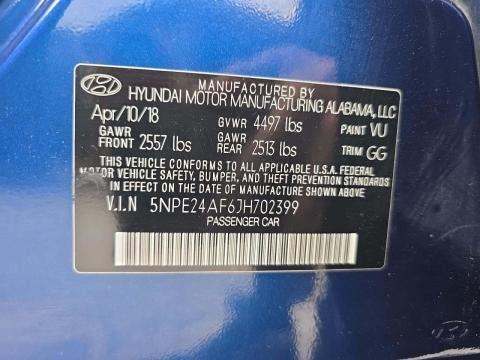 MANUFACTURED BY
HYUNDAI MOTOR MANUFACTURING ALABAMA, LLC
Apr/10/18 GVWR 4497 lbs PAINT VU
GAWR FRONT 2557 lbs GAWR REAR 2513 lbs TRIM GG
THIS VEHICLE CONFORMS TO ALL APPLICABLE U.S.A. FEDERAL
MOTOR VEHICLE SAFETY, BUMPER, AND THEFT PREVENTION STANDARDS
IN EFFECT ON THE DATE OF MANUFACTURE SHOWN ABOVE.
V.I.N 5NPE24AF6JH702399
PASSENGER CAR